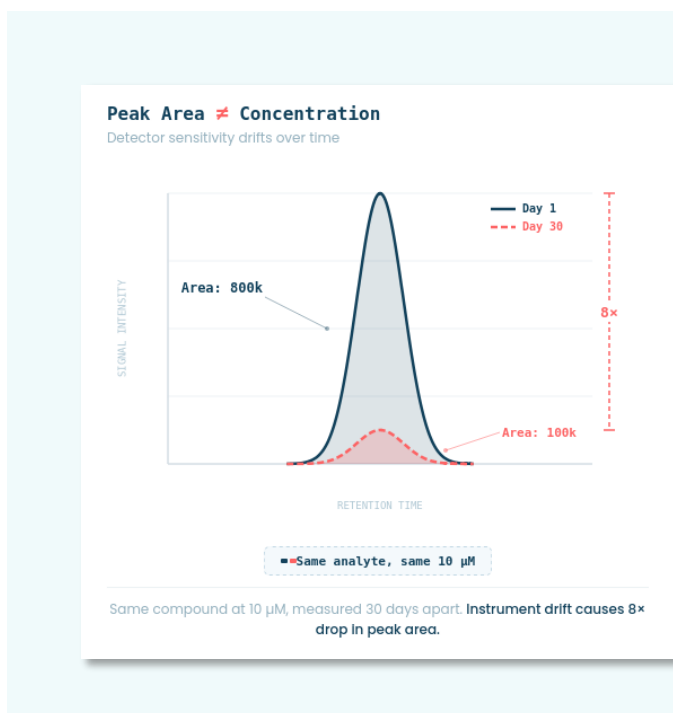 Peak Area ≠ Concentration
Detector sensitivity drifts over time
Day 1
Day 30
Area: 800k
8×
SIGNAL INTENSITY
Area: 100k
RETENTION TIME
Same analyte, same 10 μM
Same compound at 10 μM, measured 30 days apart. Instrument drift causes 8×
drop in peak area.